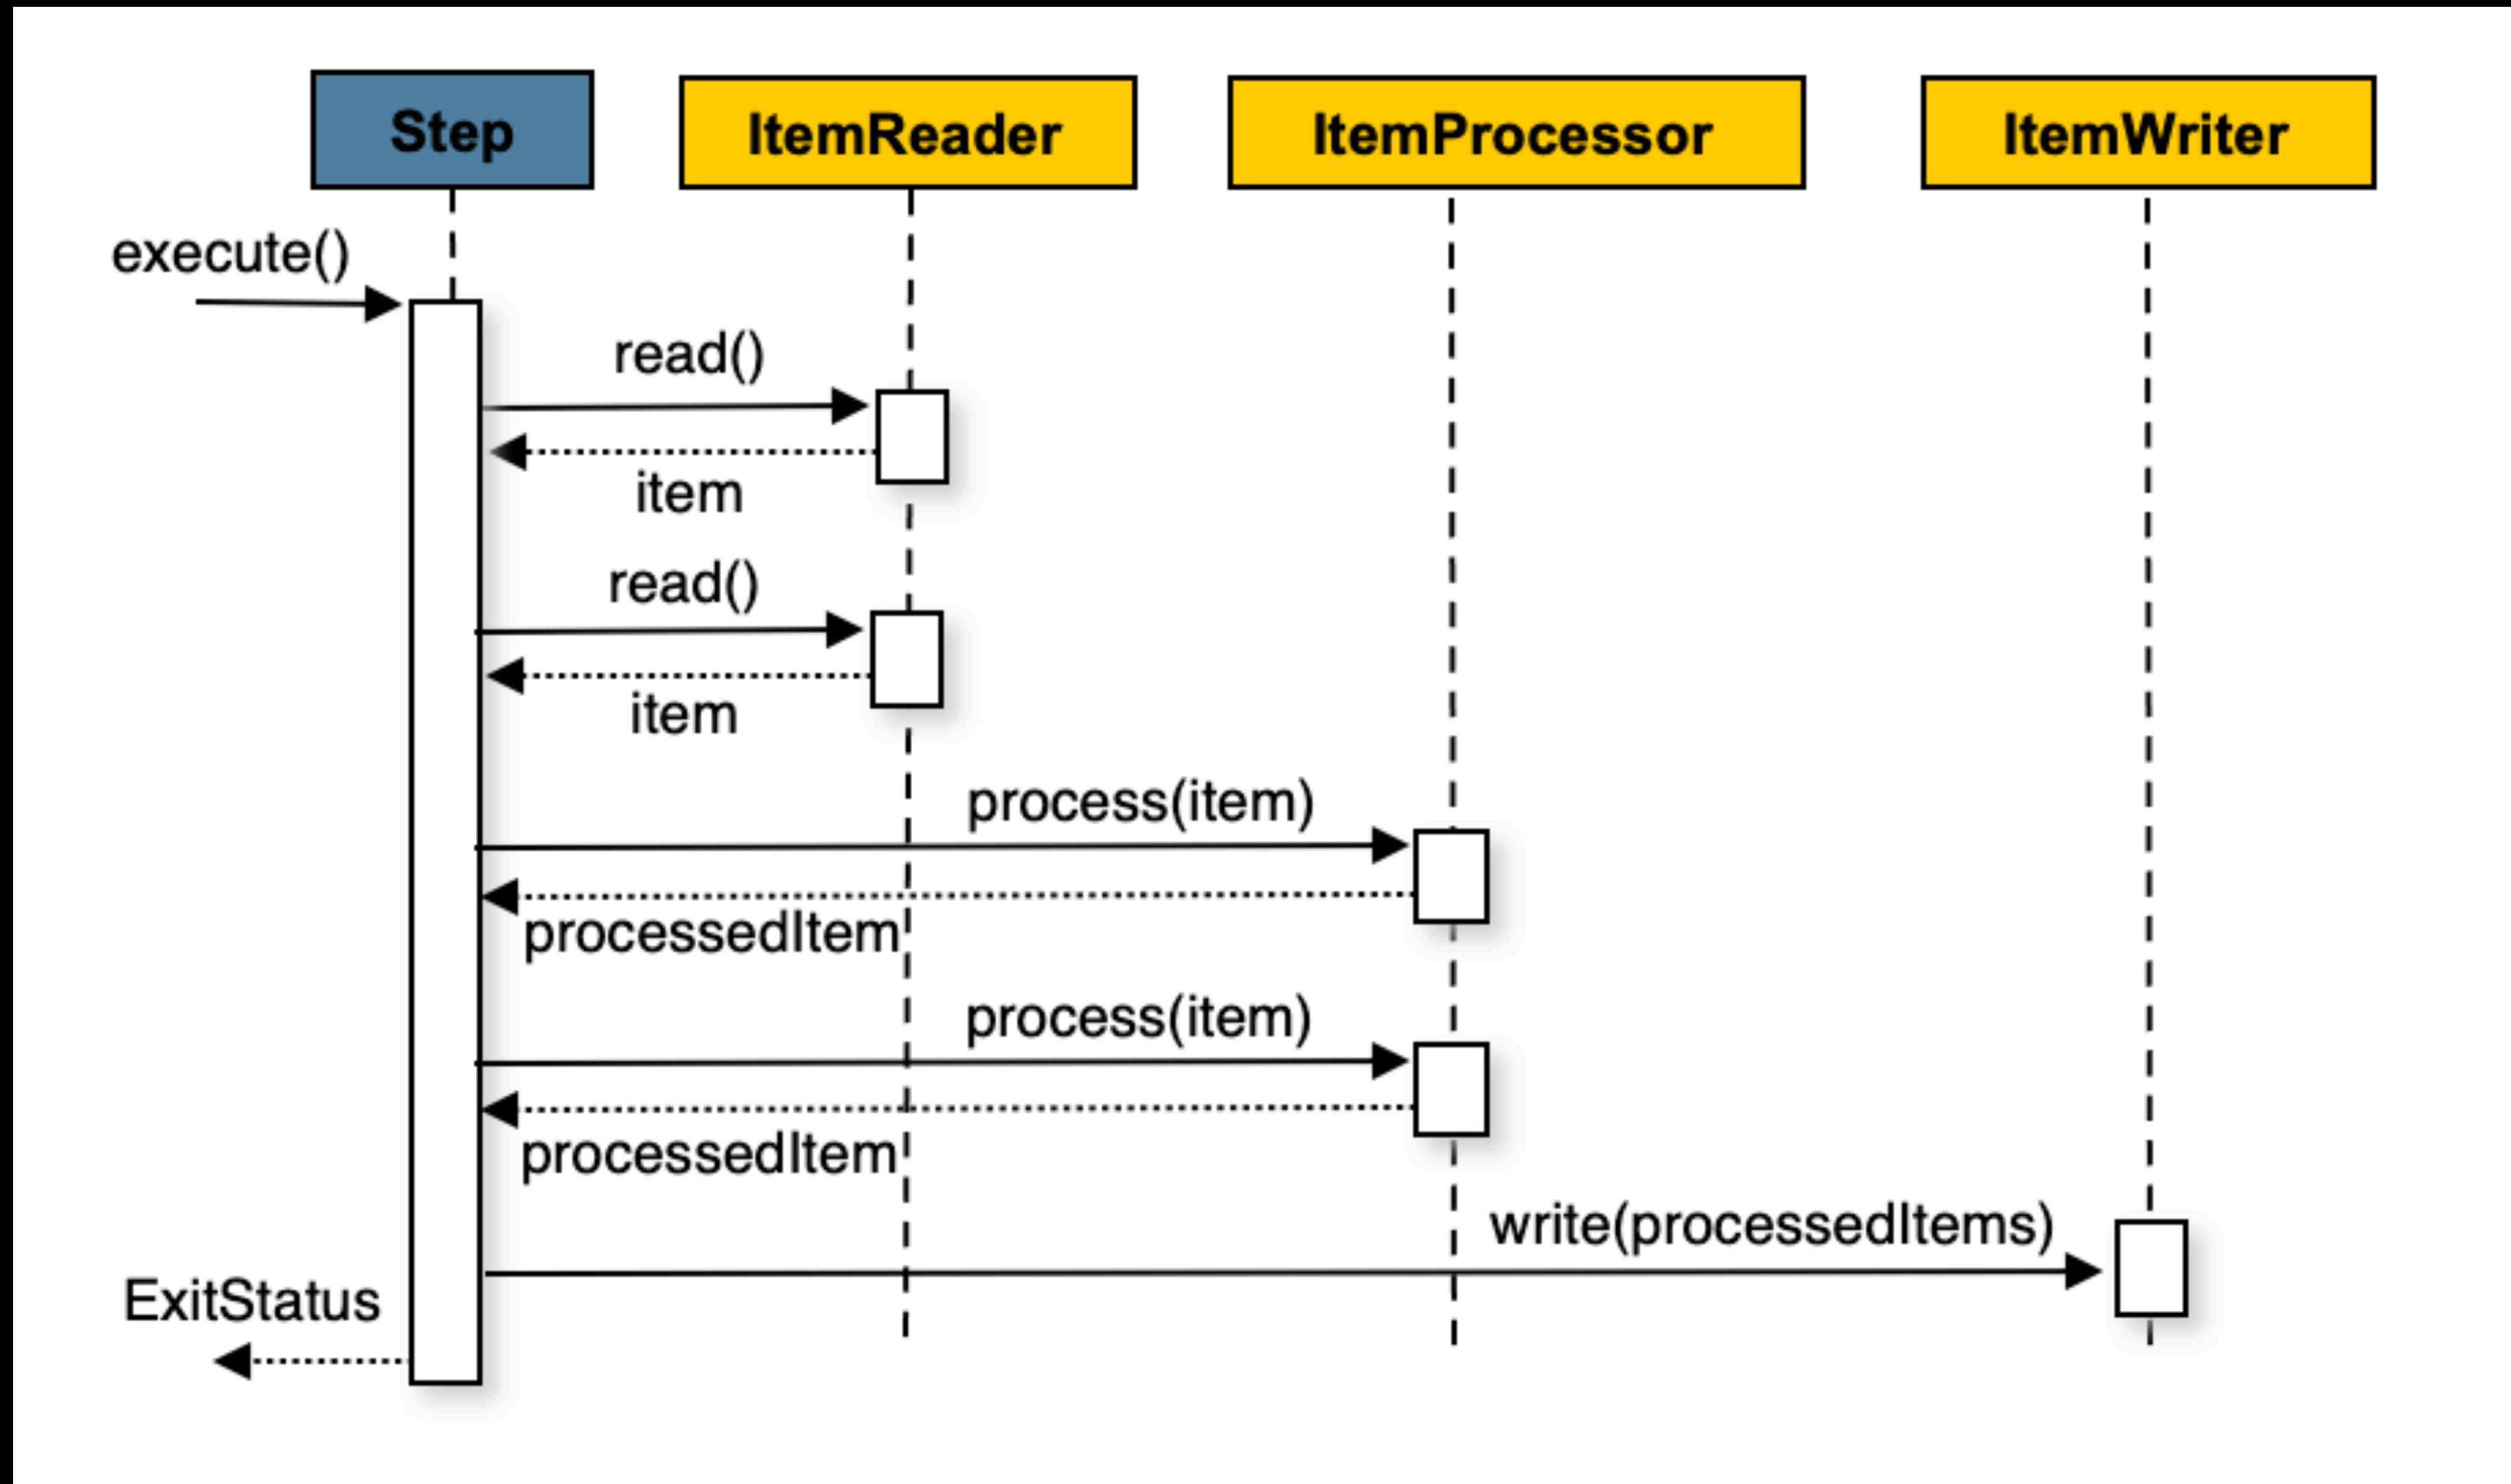 Step
ItemReader
ItemProcessor
ItemWriter
execute()
read()
item
read()
item
process(item)
processedItem
process(item)
processedItem
write(processedItems)
ExitStatus